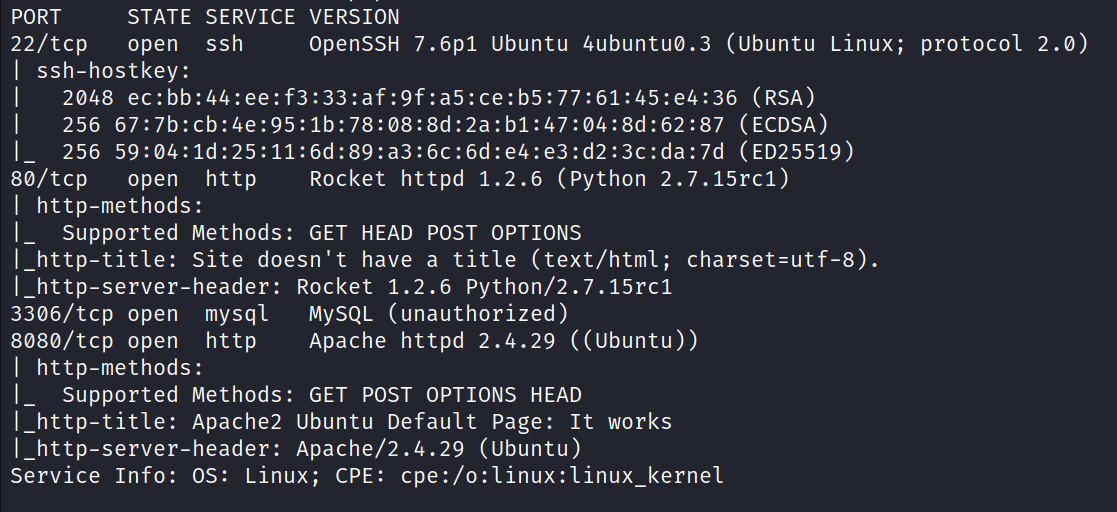 PORT     STATE SERVICE VERSION
22/tcp   open  ssh     OpenSSH 7.6p1 Ubuntu 4ubuntu0.3 (Ubuntu Linux; protocol 2.0)
| ssh-hostkey:
|   2048 ec:bb:44:ee:f3:33:af:9f:a5:ce:b5:77:61:45:e4:36 (RSA)
|   256 67:7b:cb:4e:95:1b:78:08:8d:2a:b1:47:04:8d:62:87 (ECDSA)
|_  256 59:04:1d:25:11:6d:89:a3:6c:6d:e4:e3:d2:3c:da:7d (ED25519)
80/tcp   open  http    Rocket httpd 1.2.6 (Python 2.7.15rc1)
| http-methods:
|_  Supported Methods: GET HEAD POST OPTIONS
|_http-title: Site doesn't have a title (text/html; charset=utf-8).
|_http-server-header: Rocket 1.2.6 Python/2.7.15rc1
3306/tcp open  mysql   MySQL (unauthorized)
8080/tcp open  http    Apache httpd 2.4.29 ((Ubuntu))
| http-methods:
|_  Supported Methods: GET POST OPTIONS HEAD
|_http-title: Apache2 Ubuntu Default Page: It works
|_http-server-header: Apache/2.4.29 (Ubuntu)
Service Info: OS: Linux; CPE: cpe:/o:linux:linux_kernel